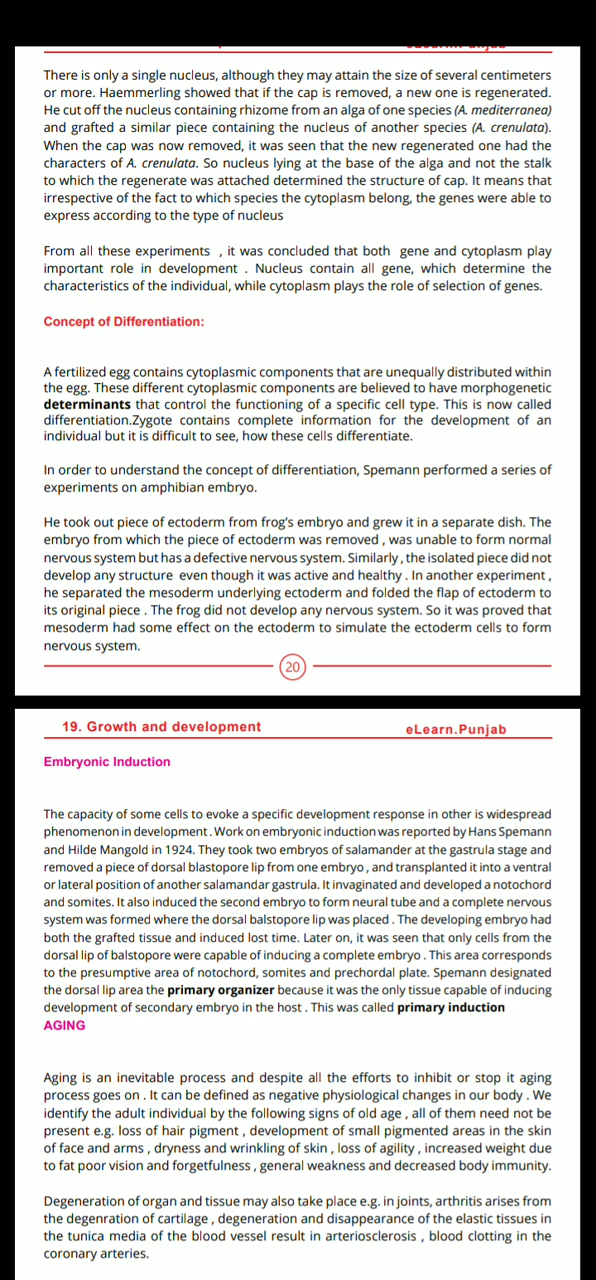 There is only a single nucleus, although they may attain the size of several centimeters
or more. Haemmerling showed that if the cap is removed, a new one is regenerated.
He cut off the nucleus containing rhizome from an alga of one species (A. mediterranea)
and grafted a similar piece containing the nucleus of another species (A. crenulata).
When the cap was now removed, it was seen that the new regenerated one had the
characters of A. crenulata. So nucleus lying at the base of the alga and not the stalk
to which the regenerate was attached determined the structure of cap. It means that
irrespective of the fact to which species the cytoplasm belong, the genes were able to
express according to the type of nucleus
From all these experiments , it was concluded that both gene and cytoplasm play
important role in development . Nucleus contain all gene, which determine the
characteristics of the individual, while cytoplasm plays the role of selection of genes.
Concept of Differentiation:
A fertilized egg contains cytoplasmic components that are unequally distributed within
the egg. These different cytoplasmic components are believed to have morphogenetic
determinants that control the functioning of a specific cell type. This is now called
differentiation.Zygote contains complete information for the development of an
individual but it is difficult to see, how these cells differentiate.
In order to understand the concept of differentiation, Spemann performed a series of
experiments on amphibian embryo.
He took out piece of ectoderm from frog's embryo and grew it in a separate dish. The
embryo from which the piece of ectoderm was removed , was unable to form normal
nervous system but has a defective nervous system. Similarly , the isolated piece did not
develop any structure even though it was active and healthy . In another experiment ,
he separated the mesoderm underlying ectoderm and folded the flap of ectoderm to
its original piece . The frog did not develop any nervous system. So it was proved that
mesoderm had some effect on the ectoderm to simulate the ectoderm cells to form
nervous system.
20
19. Growth and development eLearn.Punjab
Embryonic Induction
The capacity of some cells to evoke a specific development response in other is widespread
phenomenon in development . Work on embryonic induction was reported by Hans Spemann
and Hilde Mangold in 1924. They took two embryos of salamander at the gastrula stage and
removed a piece of dorsal blastopore lip from one embryo , and transplanted it into a ventral
or lateral position of another salamandar gastrula. It invaginated and developed a notochord
and somites. It also induced the second embryo to form neural tube and a complete nervous
system was formed where the dorsal balstopore lip was placed . The developing embryo had
both the grafted tissue and induced lost time. Later on, it was seen that only cells from the
dorsal lip of balstopore were capable of inducing a complete embryo . This area corresponds
to the presumptive area of notochord, somites and prechordal plate. Spemann designated
the dorsal lip area the primary organizer because it was the only tissue capable of inducing
development of secondary embryo in the host . This was called primary induction
AGING
Aging is an inevitable process and despite all the efforts to inhibit or stop it aging
process goes on . It can be defined as negative physiological changes in our body . We
identify the adult individual by the following signs of old age , all of them need not be
present e.g. loss of hair pigment , development of small pigmented areas in the skin
of face and arms , dryness and wrinkling of skin , loss of agility , increased weight due
to fat poor vision and forgetfulness , general weakness and decreased body immunity.
Degeneration of organ and tissue may also take place e.g. in joints, arthritis arises from
the degenration of cartilage , degeneration and disappearance of the elastic tissues in
the tunica media of the blood vessel result in arteriosclerosis , blood clotting in the
coronary arteries.